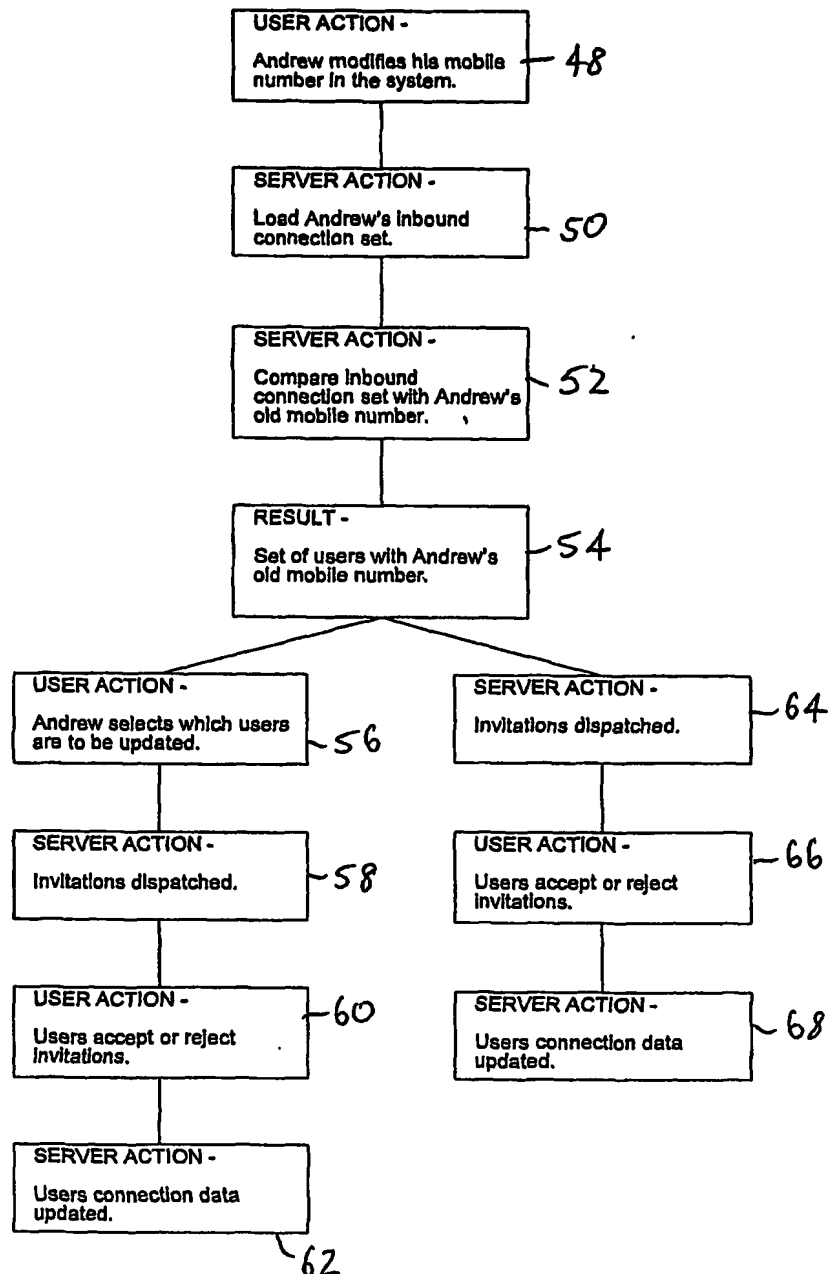 USER ACTION -
Andrew modifies his mobile
number in the system.
48
SERVER ACTION -
Load Andrew's inbound
connection set.
50
SERVER ACTION -
Compare inbound
connection set with Andrew's
old mobile number.
52
RESULT -
Set of users with Andrew's
old mobile number.
54
USER ACTION -
Andrew selects which users
are to be updated.
56
SERVER ACTION -
Invitations dispatched.
58
USER ACTION -
Users accept or reject
invitations.
60
SERVER ACTION -
Users connection data
updated.
62
SERVER ACTION -
Invitations dispatched.
64
USER ACTION -
Users accept or reject
invitations.
66
SERVER ACTION -
Users connection data
updated.
68